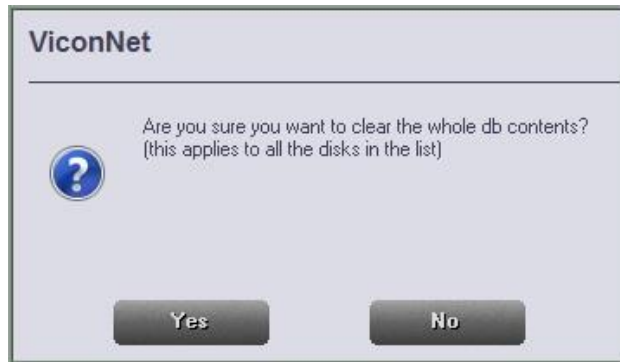 ViconNet
Are you sure you want to clear the whole db contents?
(this applies to all the disks in the list)
Yes
No